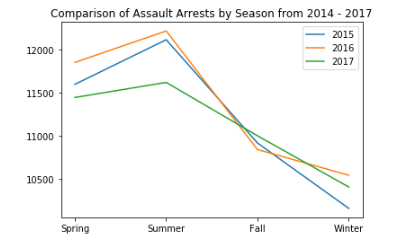 Comparison of Assault Arrests by Season from 2014 - 2017
2015
2016
2017
12000
11500
11000
10500
Spring
Summer
Fall
Winter